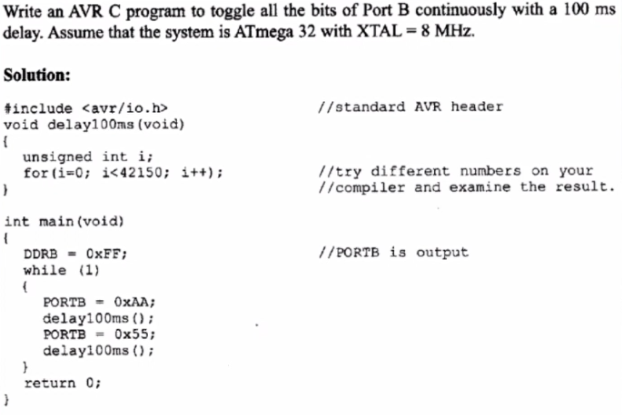 Write an AVR C program to toggle all the bits of Port B continuously with a 100 ms
delay. Assume that the system is ATmega 32 with XTAL = 8 MHz.
Solution:
#include <avr/io.h> //standard AVR header
void delay100ms(void)
{
unsigned int i;
for(i=0; i<42150; i++); //try different numbers on your
} //compiler and examine the result.
int main(void)
{
DDRB = 0xFF; //PORTB is output
while (1)
{
PORTB = 0xAA;
delay100ms();
PORTB = 0x55;
delay100ms();
}
return 0;
}